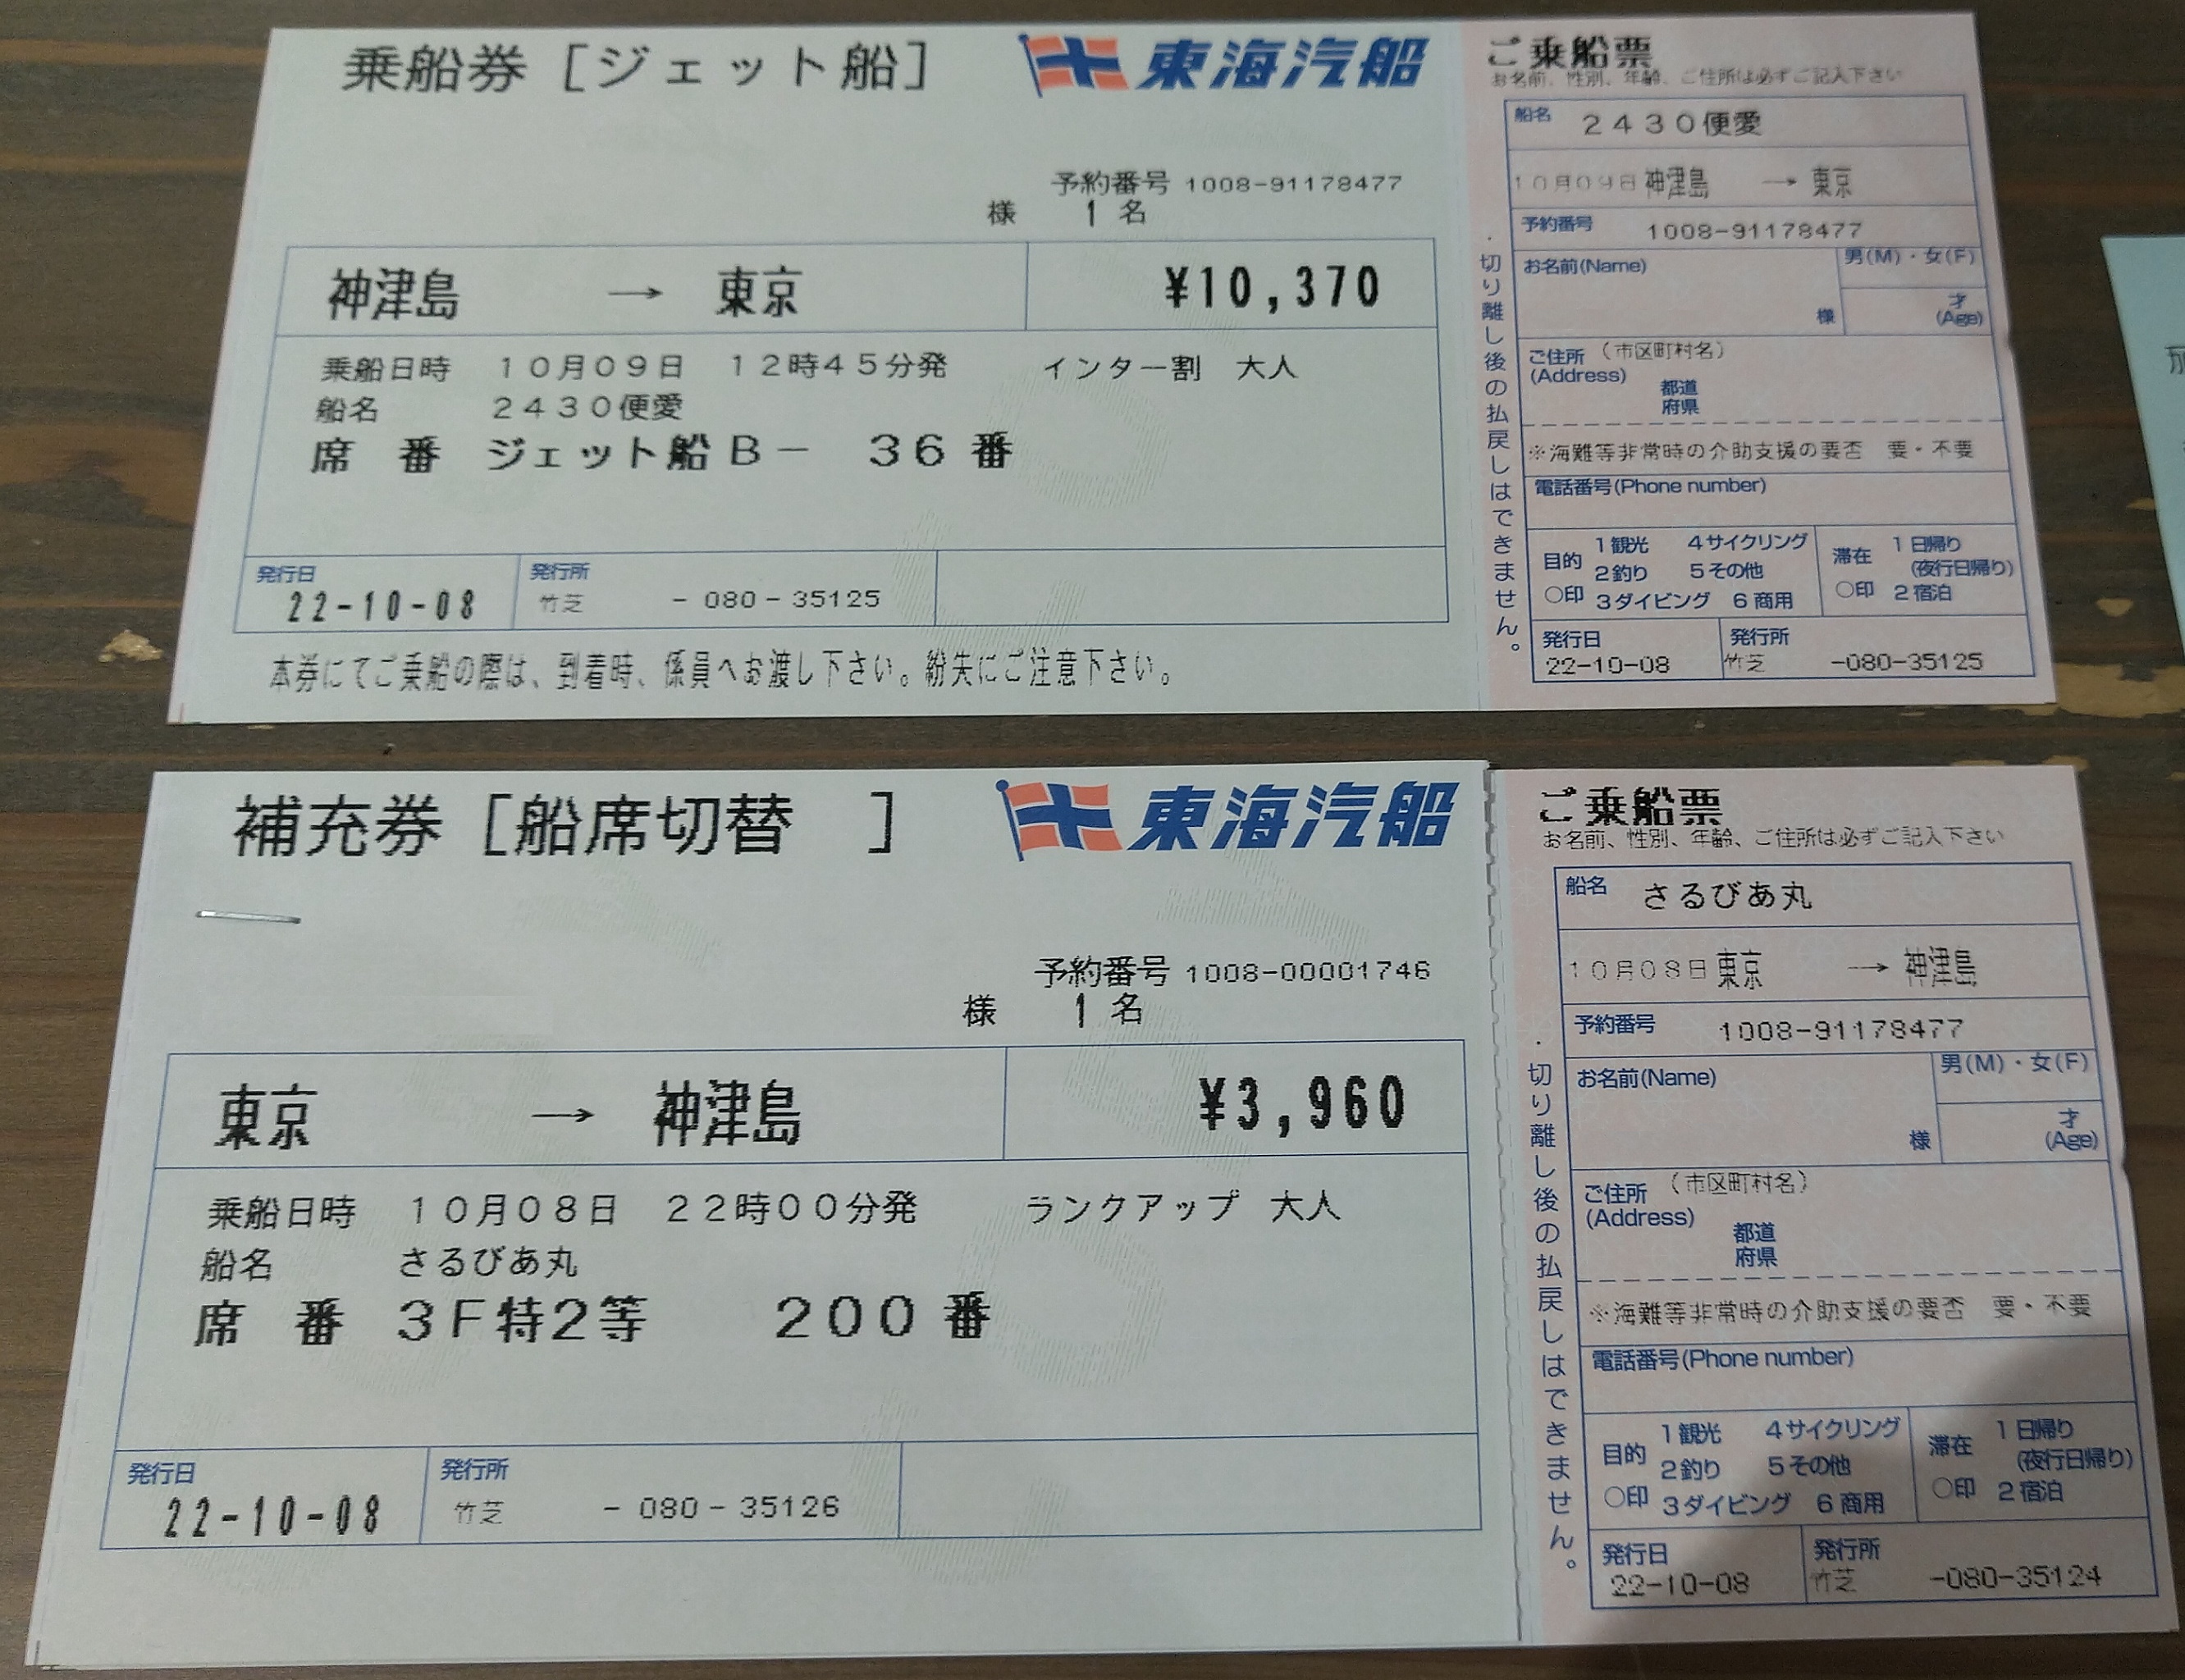 乗船券［ジェット船］
東海汽船
予約番号 1008-91178477
様 1 名
神津島 → 東京 ¥10,370
乗船日時 10月09日 12時45分発 インター割 大人
船名 2430便愛
席 番 ジェット船B－ 36 番
発行日 発行所
22-10-08 竹芝 -080-35125
本券にてご乗船の際は、到着時、係員へお渡し下さい。紛失にご注意下さい。
・切り離し後の払戻しはできません。
ご乗船票
お名前、性別、年齢、ご住所は必ずご記入下さい
船名 2430便愛
10月09日 神津島 → 東京
予約番号 1008-91178477
お名前(Name) 男(M)・女(F)
様 才
(Age)
ご住所 （市区町村名）
(Address) 都道
府県
※海難等非常時の介助支援の要否 要・不要
電話番号(Phone number)
目的 1観光 4サイクリング 滞在 1日帰り
2釣り 5その他 (夜行日帰り)
○印 3ダイビング 6商用 ○印 2宿泊
発行日 発行所
22-10-08 竹芝 -080-35125
補充券［船席切替 ］
東海汽船
予約番号 1008-00001746
様 1 名
東京 → 神津島 ¥3,960
乗船日時 10月08日 22時00分発 ランクアップ 大人
船名 さるびあ丸
席 番 3F特2等 200 番
発行日 発行所
22-10-08 竹芝 -080-35126
・切り離し後の払戻しはできません。
ご乗船票
お名前、性別、年齢、ご住所は必ずご記入下さい
船名 さるびあ丸
10月08日 東京 → 神津島
予約番号 1008-91178477
お名前(Name) 男(M)・女(F)
様 才
(Age)
ご住所 （市区町村名）
(Address) 都道
府県
※海難等非常時の介助支援の要否 要・不要
電話番号(Phone number)
目的 1観光 4サイクリング 滞在 1日帰り
2釣り 5その他 (夜行日帰り)
○印 3ダイビング 6商用 ○印 2宿泊
発行日 発行所
22-10-08 竹芝 -080-35124